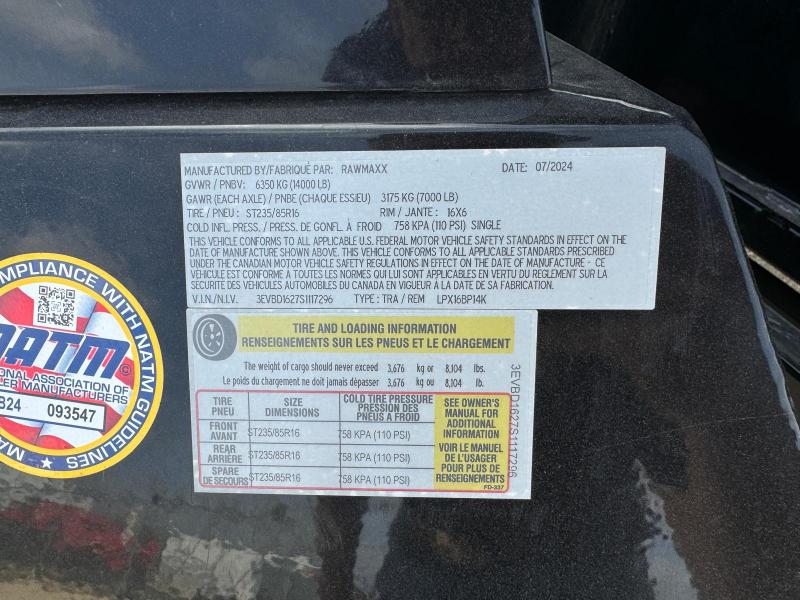 MANUFACTURED BY/FABRIQUÉ PAR: RAWMAXX DATE: 07/2024
GVWR / PNBV: 6350 KG (14000 LB)
GAWR (EACH AXLE) / PNBE (CHAQUE ESSIEU) 3175 KG (7000 LB)
TIRE / PNEU : ST235/85R16 RIM / JANTE : 16X6
COLD INFL. PRESS. / PRESS. DE GONFL. À FROID 758 KPA (110 PSI) SINGLE
THIS VEHICLE CONFORMS TO ALL APPLICABLE U.S. FEDERAL MOTOR VEHICLE SAFETY STANDARDS IN EFFECT ON THE
DATE OF MANUFACTURE SHOWN ABOVE. THIS VEHICLE CONFORMS TO ALL APPLICABLE STANDARDS PRESCRIBED
UNDER THE CANADIAN MOTOR VEHICLE SAFETY REGULATIONS IN EFFECT ON THE DATE OF MANUFACTURE - CE
VÉHICULE EST CONFORME A TOUTES LES NORMES QUI LUI SONT APPLICABLES EN VERTU DU RÈGLEMENT SUR LA
SECURITE DES VÉHICULES AUTOMOBILES DU CANADA EN VIGUEUR À LA DATE DE SA FABRICATION.
V.I.N./N.I.V. 3EVBD1627S1117296 TYPE : TRA / REM LPX16BP14K
TIRE AND LOADING INFORMATION
RENSEIGNEMENTS SUR LES PNEUS ET LE CHARGEMENT
The weight of cargo should never exceed 3,676 kg or 8,104 lbs.
Le poids du chargement ne doit jamais dépasser 3,676 kg ou 8,104 lb.
TIRE PNEU
SIZE DIMENSIONS
COLD TIRE PRESSURE
PRESSION DES
PNEUS A FROID
FRONT AVANT ST235/85R16 758 KPA (110 PSI)
REAR ARRIÈRE ST235/85R16 758 KPA (110 PSI)
SPARE DE SECOURS ST235/85R16 758 KPA (110 PSI)
SEE OWNER'S
MANUAL FOR
ADDITIONAL
INFORMATION
VOIR LE MANUEL
DE L'USAGER
POUR PLUS DE
RENSEIGNEMENTS
FD-337
3EVBD1627S1117296
MPLIANCE WITH NATM GUIDELINES
NATM ©
ONAL ASSOCIATION OF
LER MANUFACTURERS
B24 093547
MA